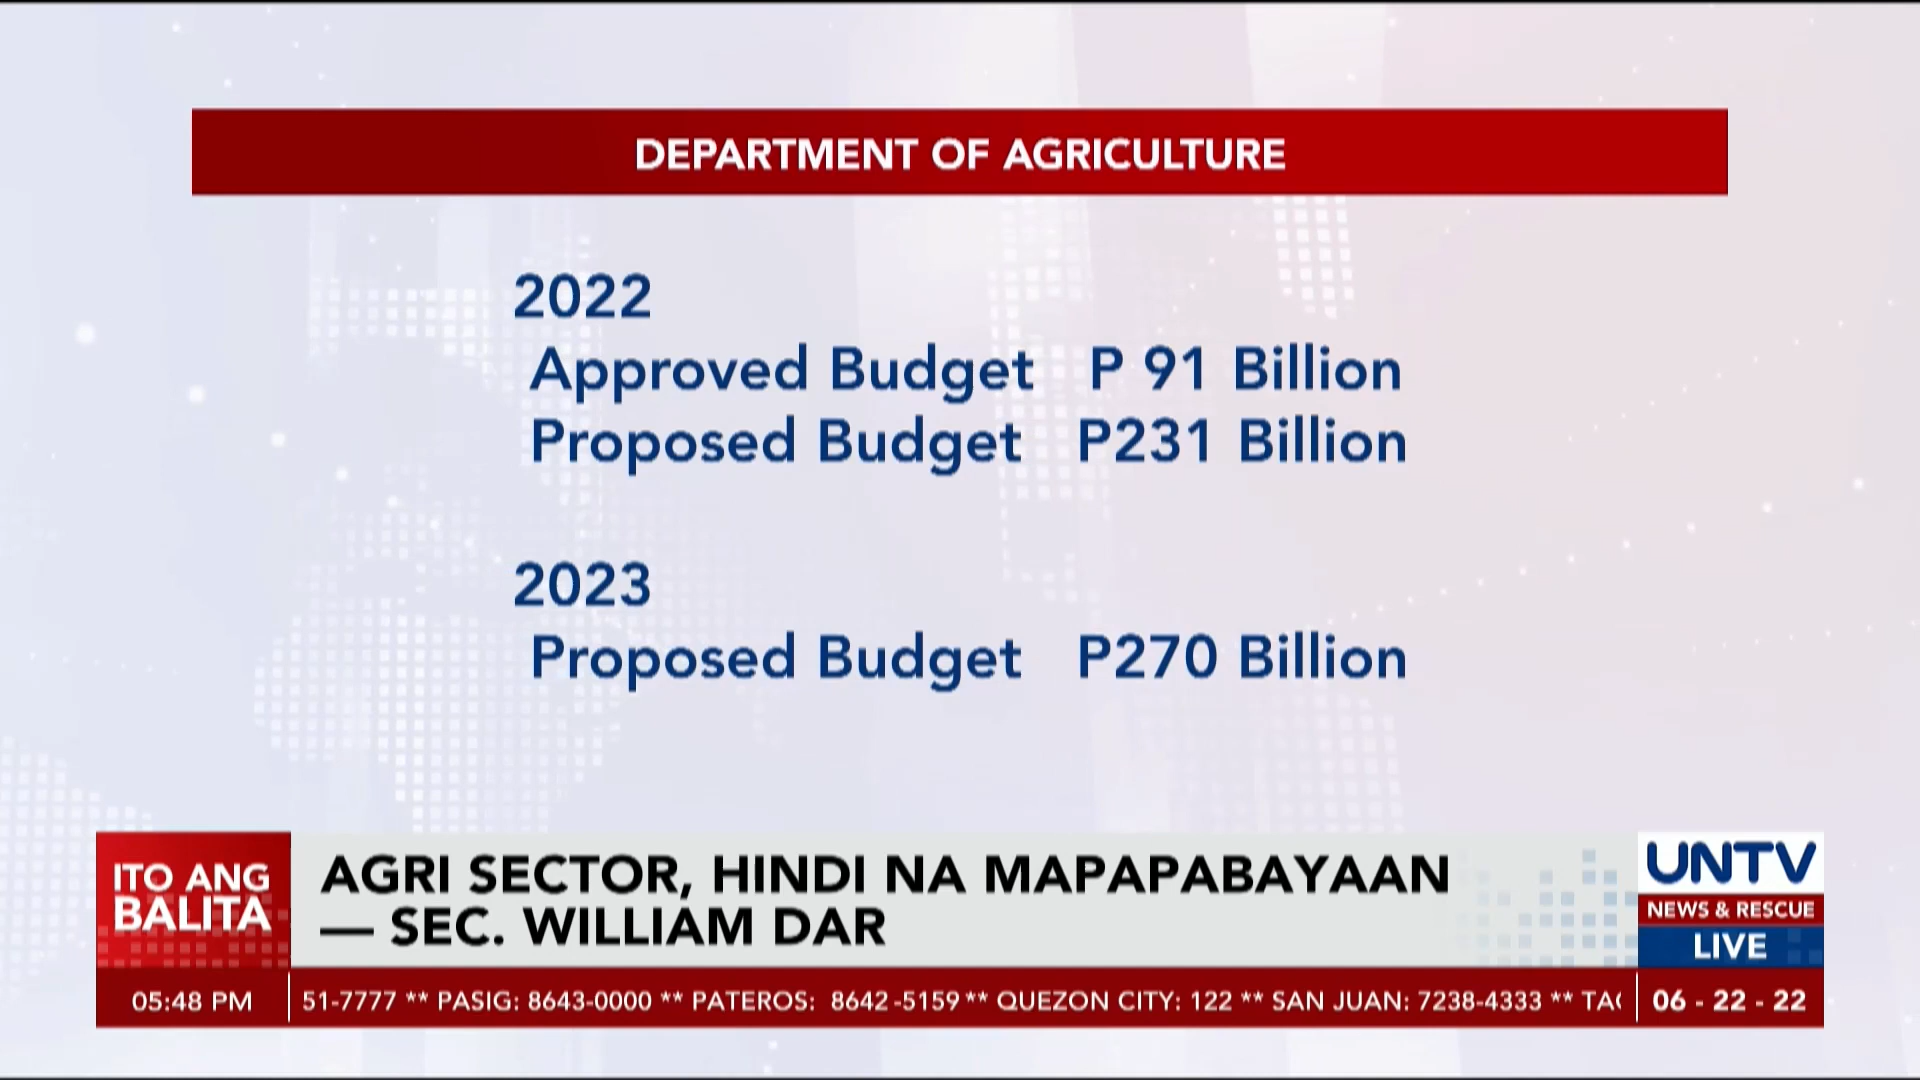 DEPARTMENT OF AGRICULTURE
2022
Approved Budget P 91 Billion
Proposed Budget P231 Billion
2023
Proposed Budget P270 Billion
ITO ANG
BALITA
AGRI SECTOR, HINDI NA MAPAPABAYAAN
— SEC. WILLIAM DAR
UNTV
NEWS & RESCUE
LIVE
05:48 PM
51-7777 ** PASIG: 8643-0000 ** PATEROS: 8642 -5159 ** QUEZON CITY: 122 ** SAN JUAN: 7238-4333 ** TAG
06 - 22 - 22